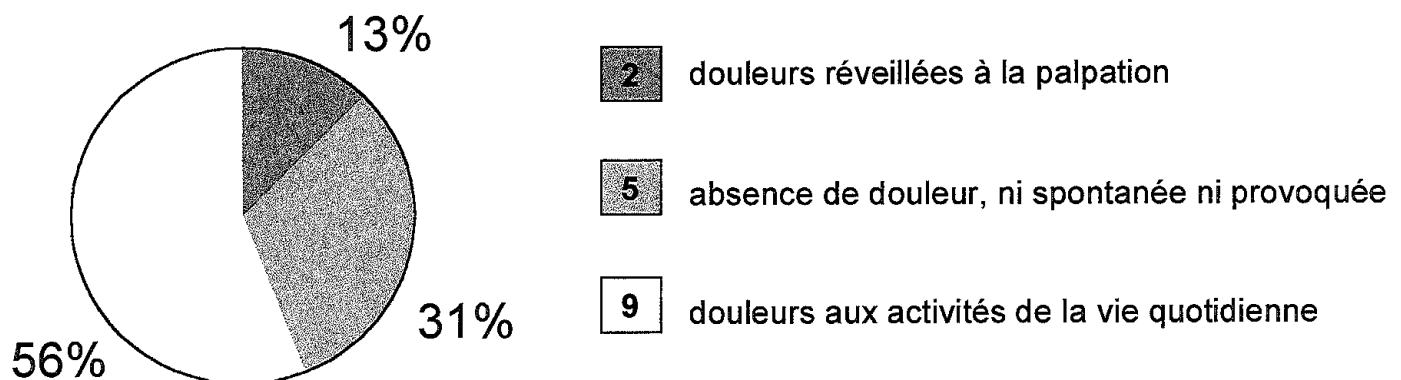 13%
2 douleurs réveillées à la palpation
5 absence de douleur, ni spontanée ni provoquée
31%
9 douleurs aux activités de la vie quotidienne
56%